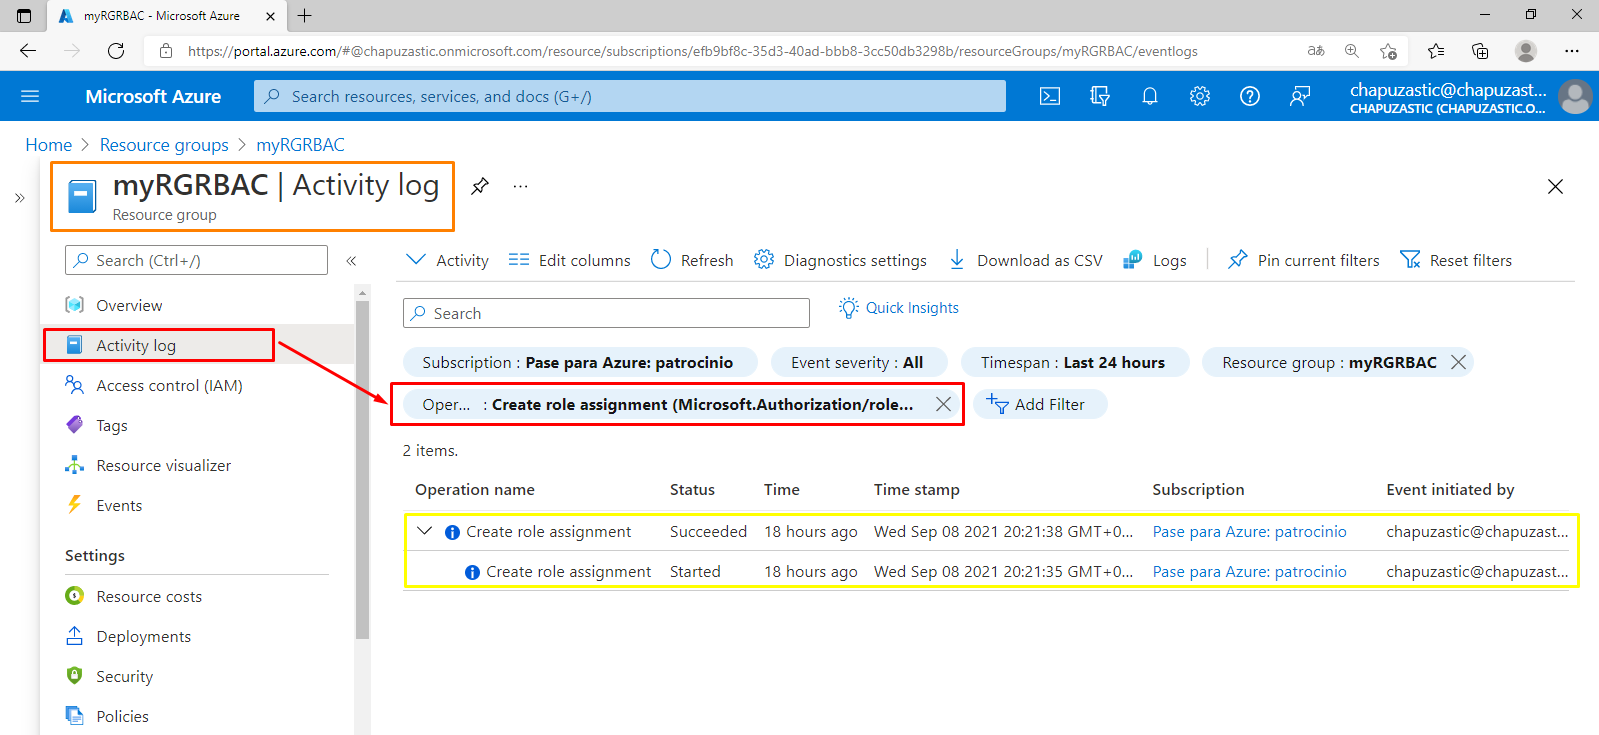 myRGRBAC - Microsoft Azure
https://portal.azure.com/#@chapuzastic.onmicrosoft.com/resource/subscriptions/efb9bf8c-35d3-40ad-bbb8-3cc50db3298b/resourceGroups/myRGRBAC/eventlogs
aあ
Microsoft Azure
Search resources, services, and docs (G+/)
chapuzastic@chapuzast...
CHAPUZASTIC (CHAPUZASTIC.O...
Home > Resource groups > myRGRBAC
myRGRBAC | Activity log
Resource group
Search (Ctrl+/)
Overview
Activity log
Access control (IAM)
Tags
Resource visualizer
Events
Settings
Resource costs
Deployments
Security
Policies
Activity Edit columns Refresh Diagnostics settings Download as CSV Logs Pin current filters Reset filters
Search
Quick Insights
Subscription : Pase para Azure: patrocinio Event severity : All Timespan : Last 24 hours Resource group : myRGRBAC
Oper... : Create role assignment (Microsoft.Authorization/role... Add Filter
2 items.
Operation name Status Time Time stamp Subscription Event initiated by
Create role assignment Succeeded 18 hours ago Wed Sep 08 2021 20:21:38 GMT+0... Pase para Azure: patrocinio chapuzastic@chapuzast...
Create role assignment Started 18 hours ago Wed Sep 08 2021 20:21:35 GMT+0... Pase para Azure: patrocinio chapuzastic@chapuzast...